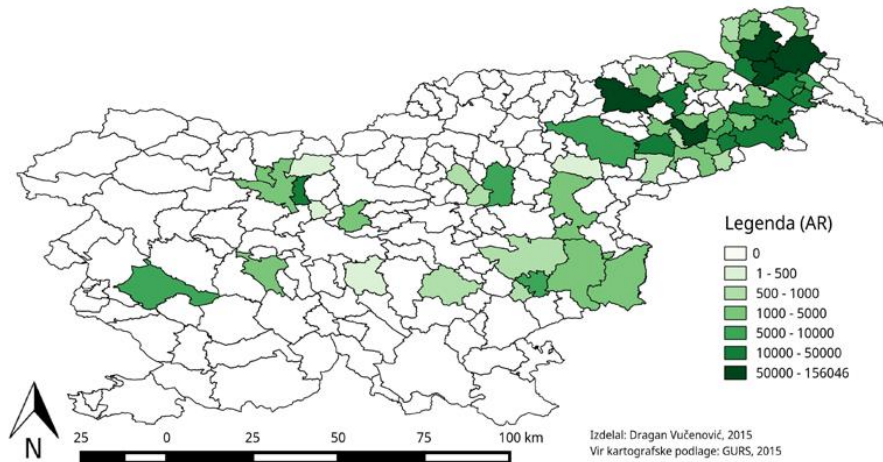 Legenda (AR)
0
1 - 500
500 - 1000
1000 - 5000
5000 - 10000
10000 - 50000
50000 - 156046
N
25 0 25 50 75 100 km
Izdelal: Dragan Vučenović, 2015
Vir kartografske podlage: GURS, 2015